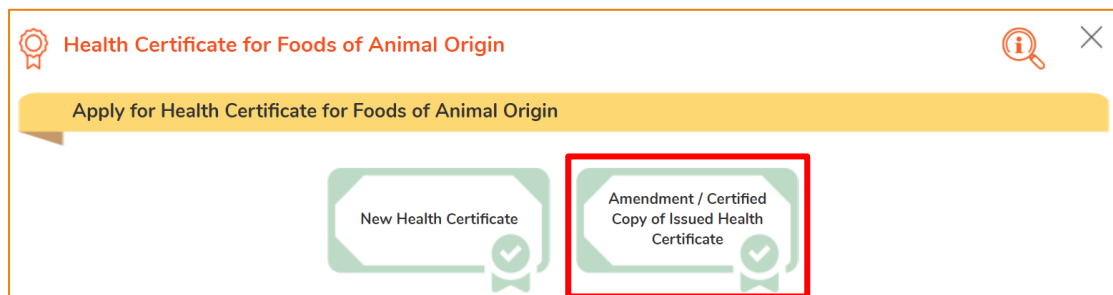 Health Certificate for Foods of Animal Origin
Apply for Health Certificate for Foods of Animal Origin
New Health Certificate
Amendment / Certified
Copy of Issued Health
Certificate